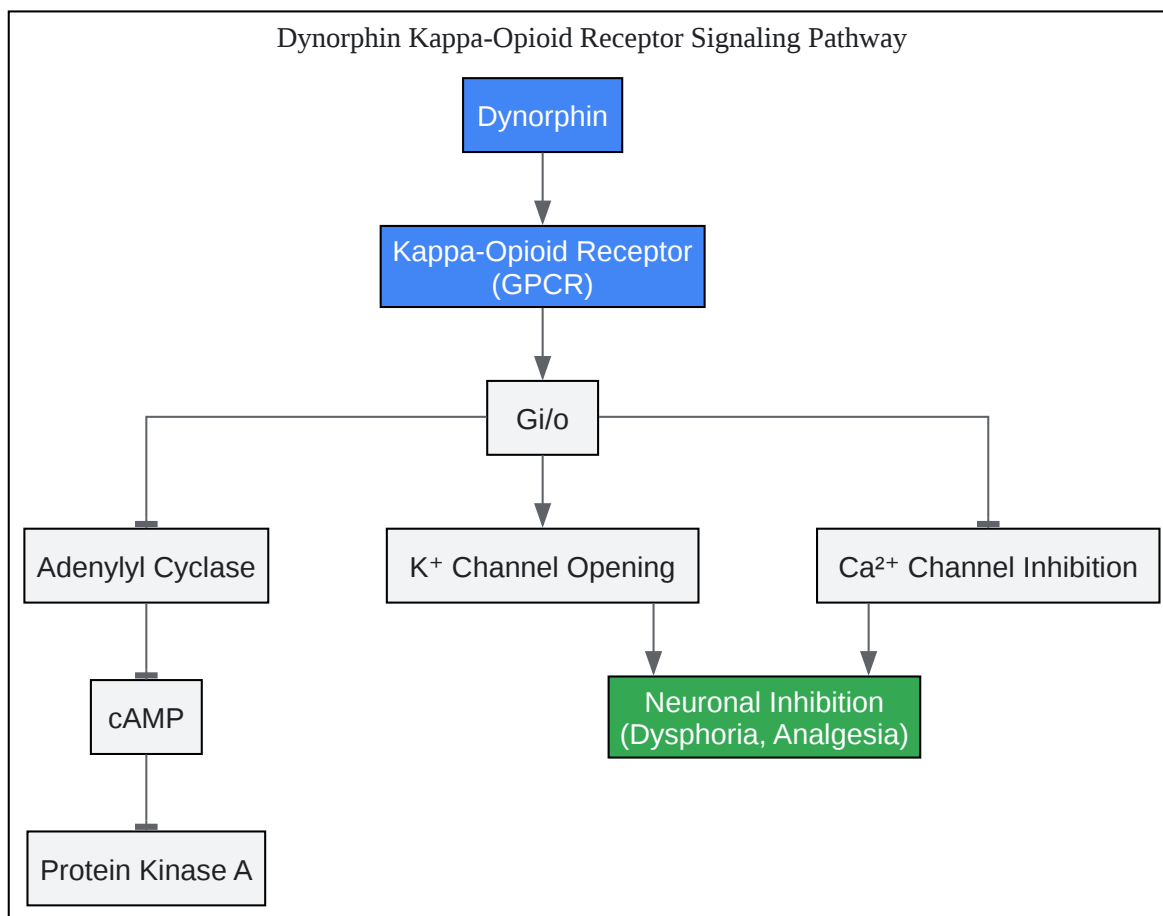 Dynorphin Kappa-Opioid Receptor Signaling Pathway
Dynorphin
Kappa-Opioid Receptor
(GPCR)
Gi/o
Adenylyl Cyclase
K⁺ Channel Opening
Ca²⁺ Channel Inhibition
cAMP
Neuronal Inhibition
(Dysphoria, Analgesia)
Protein Kinase A